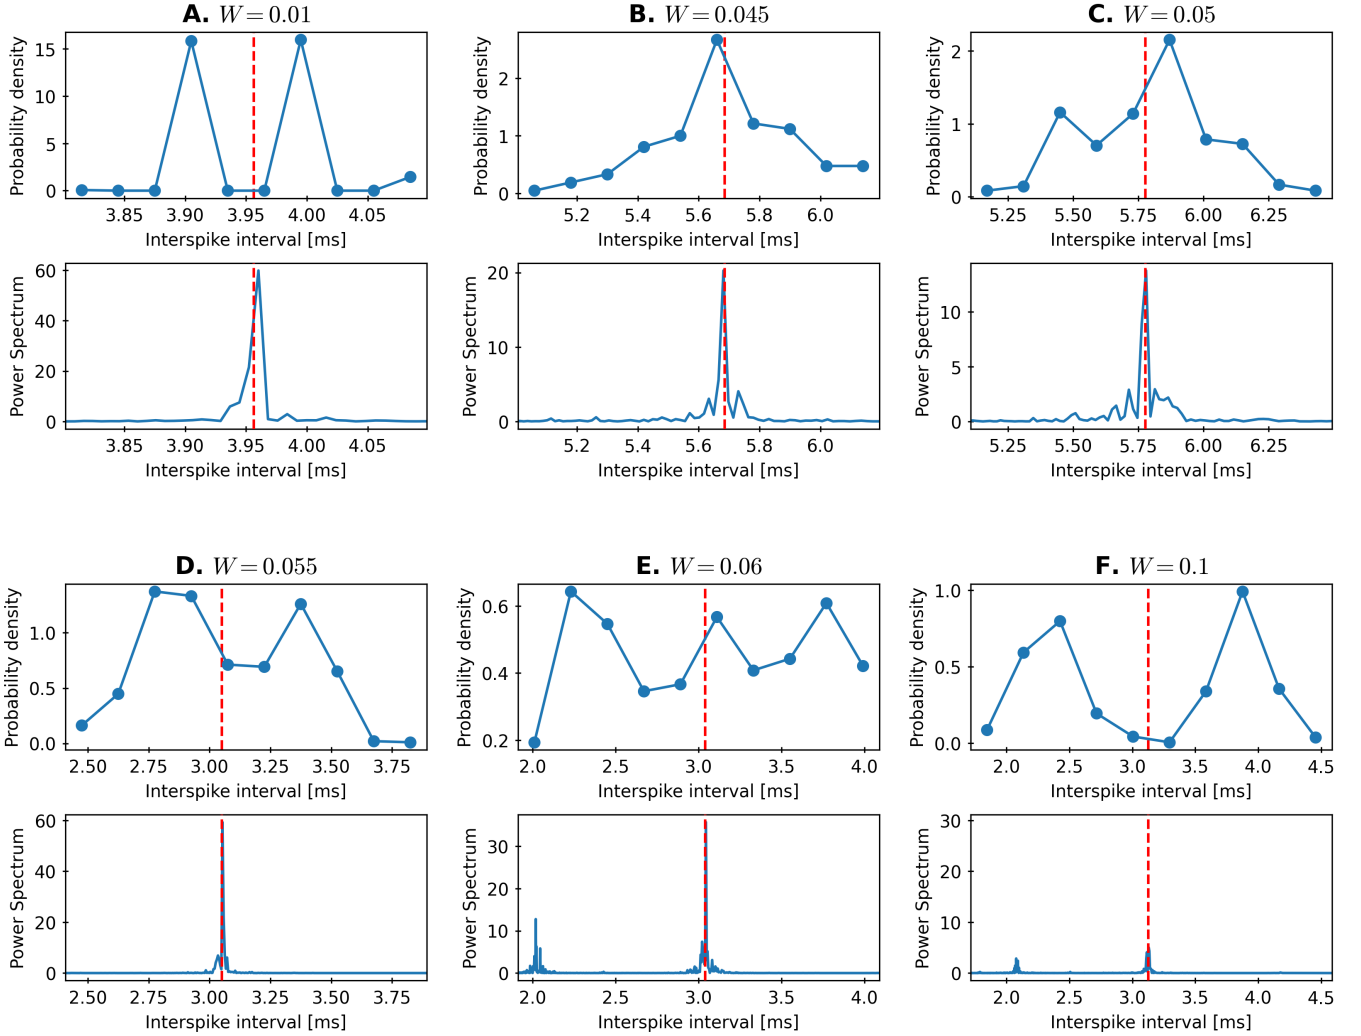 A. W = 0.01
Probability density
15
10
5
0
3.85 3.90 3.95 4.00 4.05
Interspike interval [ms]
Power Spectrum
60
40
20
0
3.85 3.90 3.95 4.00 4.05
Interspike interval [ms]
B. W = 0.045
Probability density
2
1
0
5.2 5.4 5.6 5.8 6.0
Interspike interval [ms]
Power Spectrum
20
10
0
5.2 5.4 5.6 5.8 6.0
Interspike interval [ms]
C. W = 0.05
Probability density
2
1
0
5.25 5.50 5.75 6.00 6.25
Interspike interval [ms]
Power Spectrum
10
5
0
5.25 5.50 5.75 6.00 6.25
Interspike interval [ms]
D. W = 0.055
Probability density
1.0
0.5
0.0
2.50 2.75 3.00 3.25 3.50 3.75
Interspike interval [ms]
Power Spectrum
60
40
20
0
2.50 2.75 3.00 3.25 3.50 3.75
Interspike interval [ms]
E. W = 0.06
Probability density
0.6
0.4
0.2
2.0 2.5 3.0 3.5 4.0
Interspike interval [ms]
Power Spectrum
30
20
10
0
2.0 2.5 3.0 3.5 4.0
Interspike interval [ms]
F. W = 0.1
Probability density
1.0
0.5
0.0
2.0 2.5 3.0 3.5 4.0 4.5
Interspike interval [ms]
Power Spectrum
30
20
10
0
2.0 2.5 3.0 3.5 4.0 4.5
Interspike interval [ms]